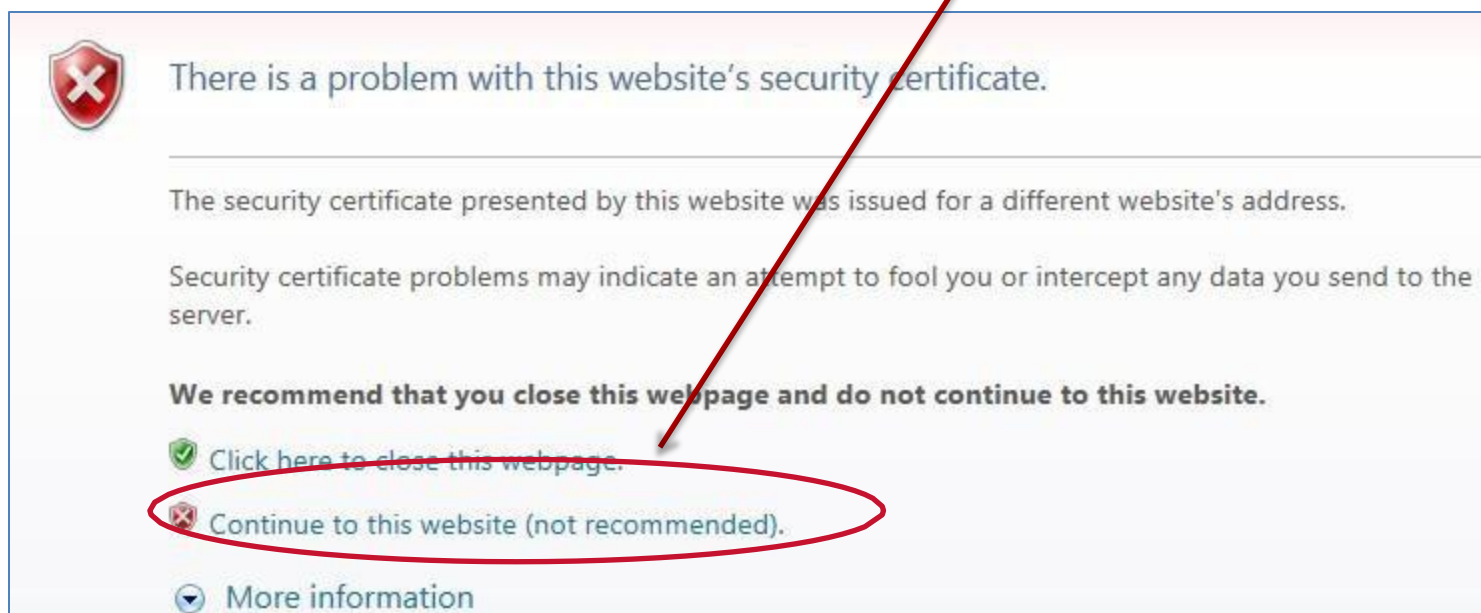 There is a problem with this website’s security certificate.
The security certificate presented by this website was issued for a different website's address.
Security certificate problems may indicate an attempt to fool you or intercept any data you send to the
server.
We recommend that you close this webpage and do not continue to this website.
Click here to close this webpage.
Continue to this website (not recommended).
More information